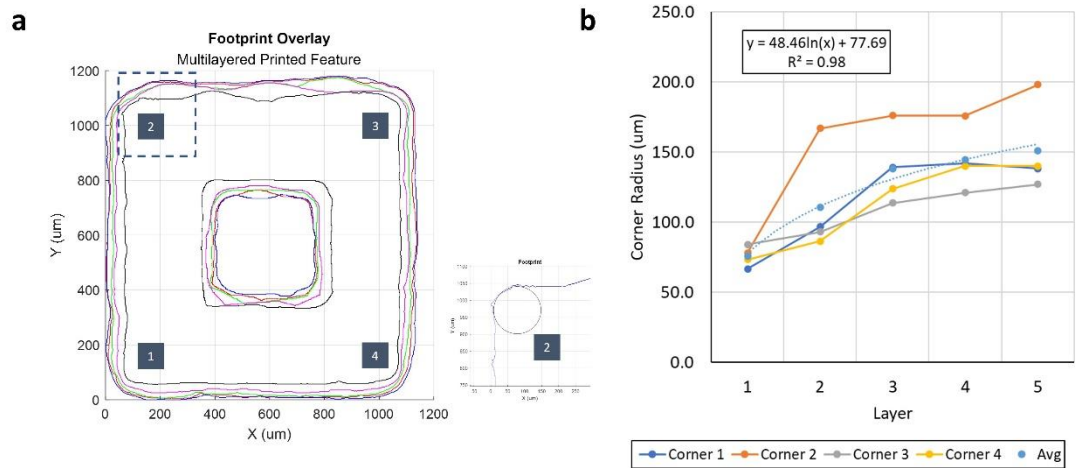 a
Footprint Overlay
Multilayered Printed Feature
1200
1000
800
600
400
200
0
Y (um)
2
3
1
4
0 200 400 600 800 1000 1200
X (um)
Footprint
2
X (um)
b
250.0
200.0
150.0
100.0
50.0
0.0
Corner Radius (um)
y = 48.46ln(x) + 77.69
R² = 0.98
1 2 3 4 5
Layer
Corner 1 Corner 2 Corner 3 Corner 4 Avg